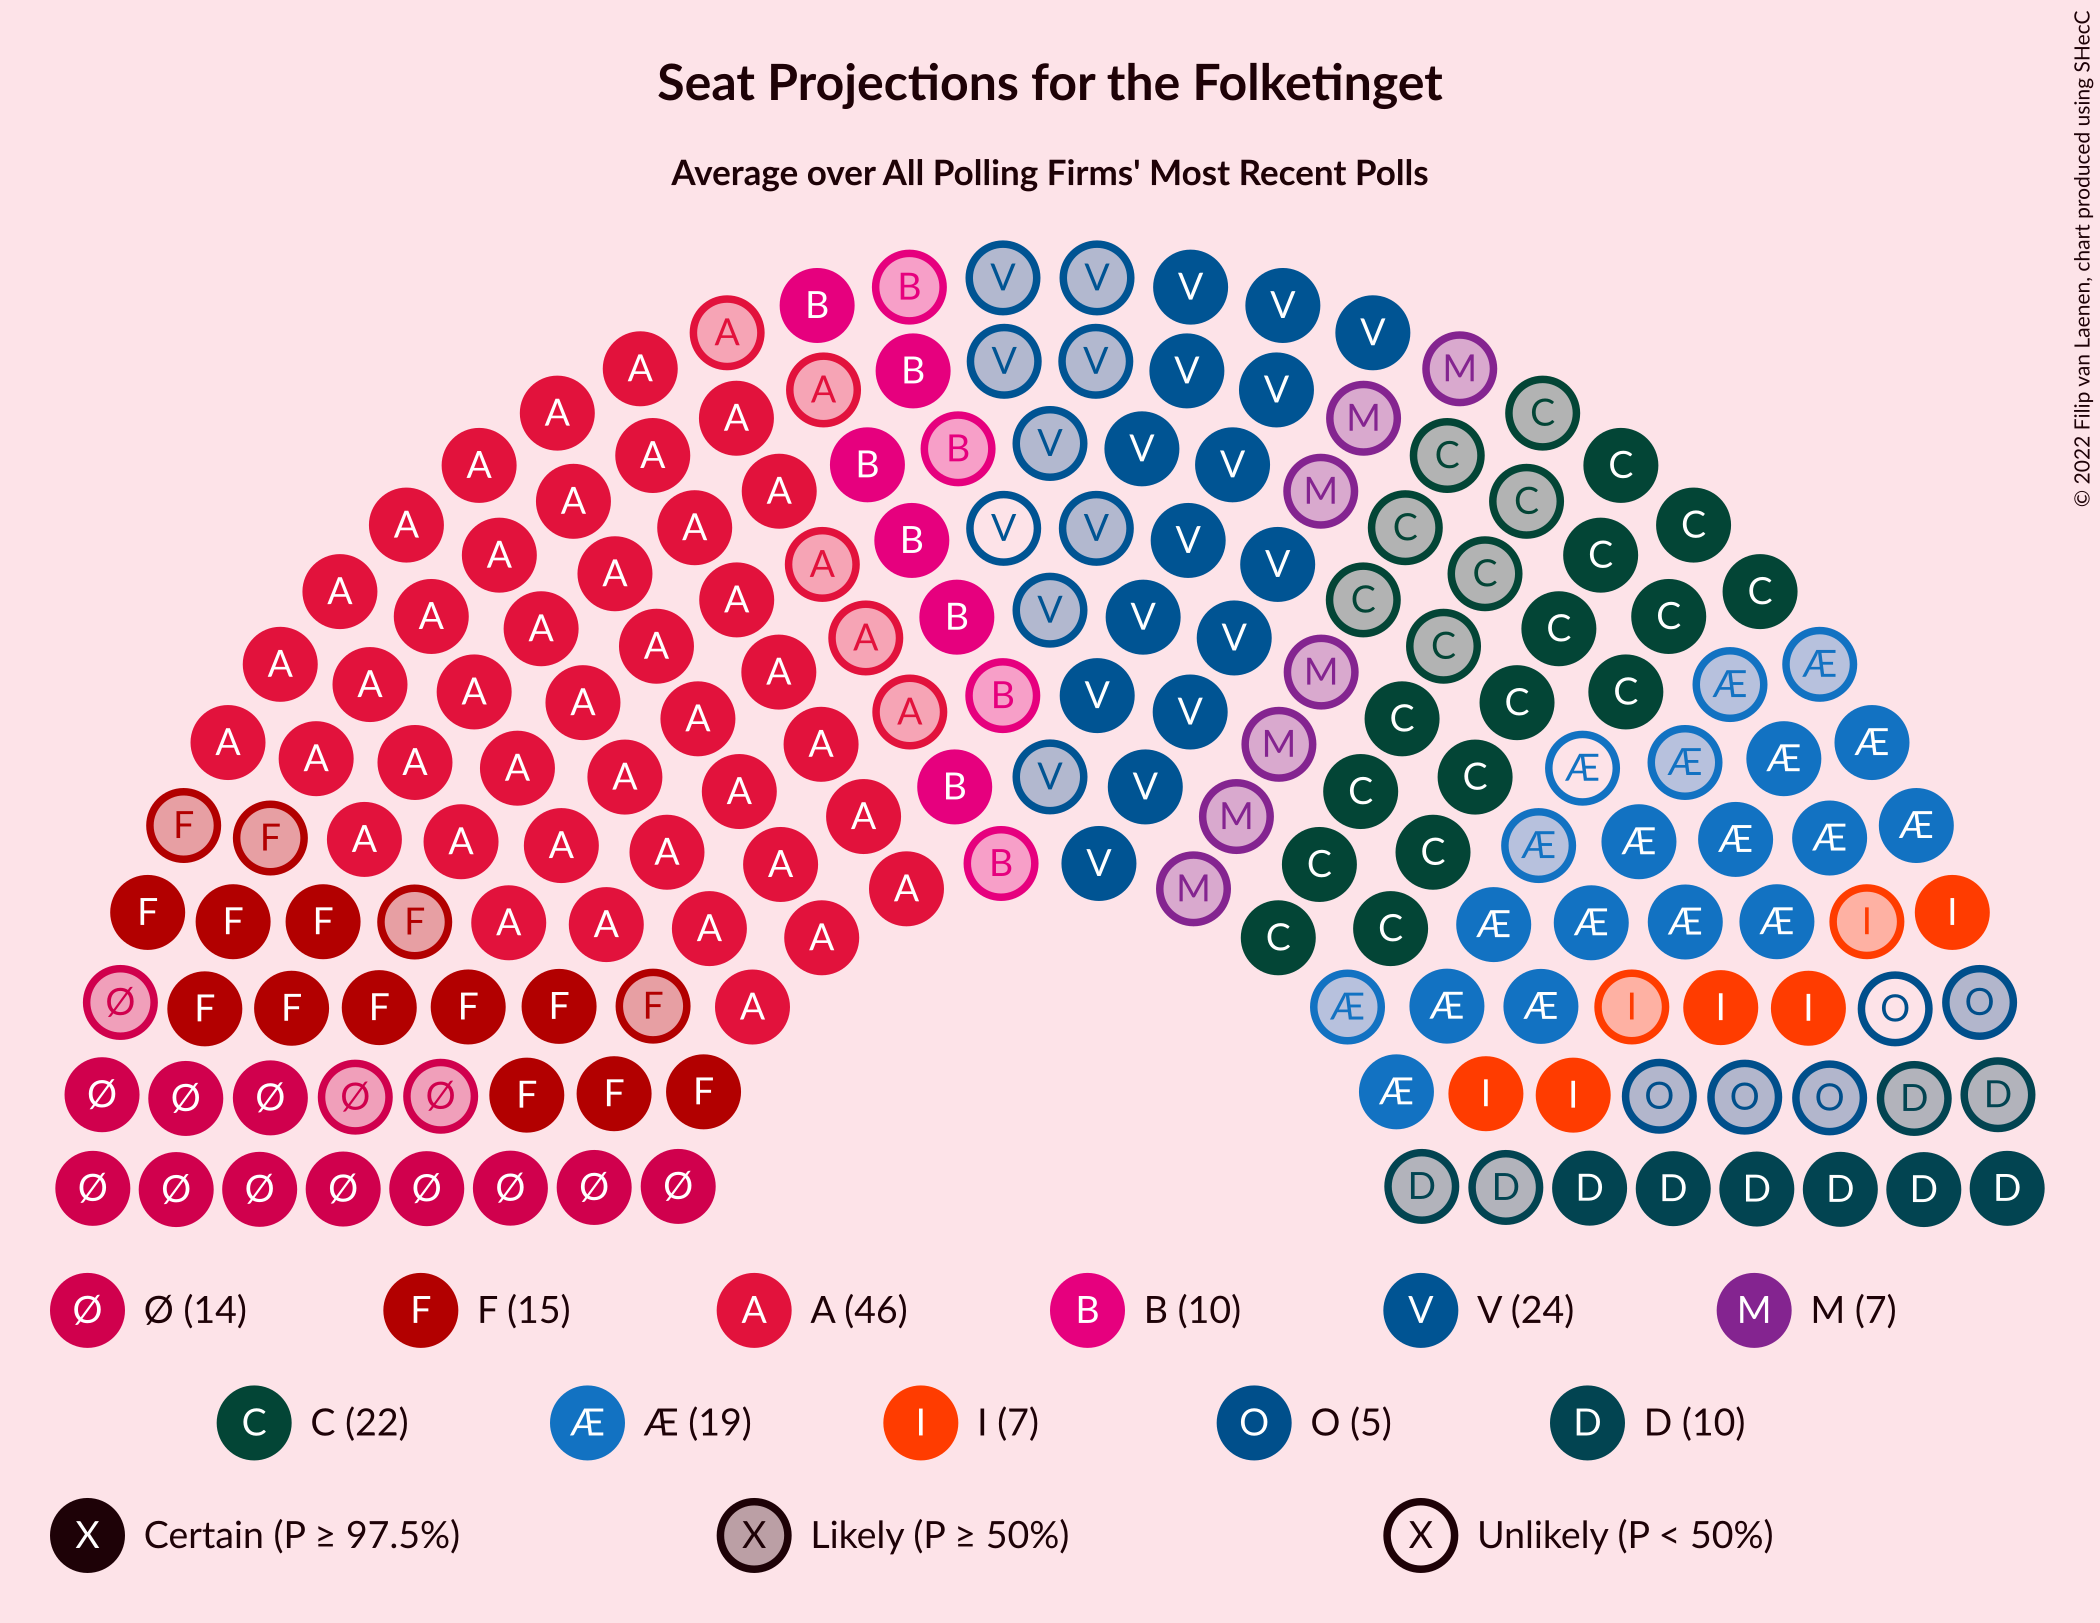 Seat Projections for the Folketinget
Average over All Polling Firms' Most Recent Polls
© 2022 Filip van Laenen, chart produced using SHecC
B B V V V V
A A A B V V V V V M
A A A A B B V V V M C C C
A A A A A A B V V V V M C C C C
A A A A A A A B V V V C C C C C C
A A A A A A A B V V M C C C Æ Æ
A A A A A A A B V V M C C Æ Æ Æ Æ
F F A A A A A A B V M C C Æ Æ Æ Æ Æ
F F F F A A A A A M C C Æ Æ Æ Æ I I
Ø F F F F F F A Æ Æ Æ I I I O O
Ø Ø Ø Ø Ø F F F Æ I I O O O D D
Ø Ø Ø Ø Ø Ø Ø Ø D D D D D D D D
Ø Ø (14) F F (15) A A (46) B B (10) V V (24) M M (7)
C C (22) Æ Æ (19) I I (7) O O (5) D D (10)
X Certain (P ≥ 97.5%) X Likely (P ≥ 50%) X Unlikely (P < 50%)